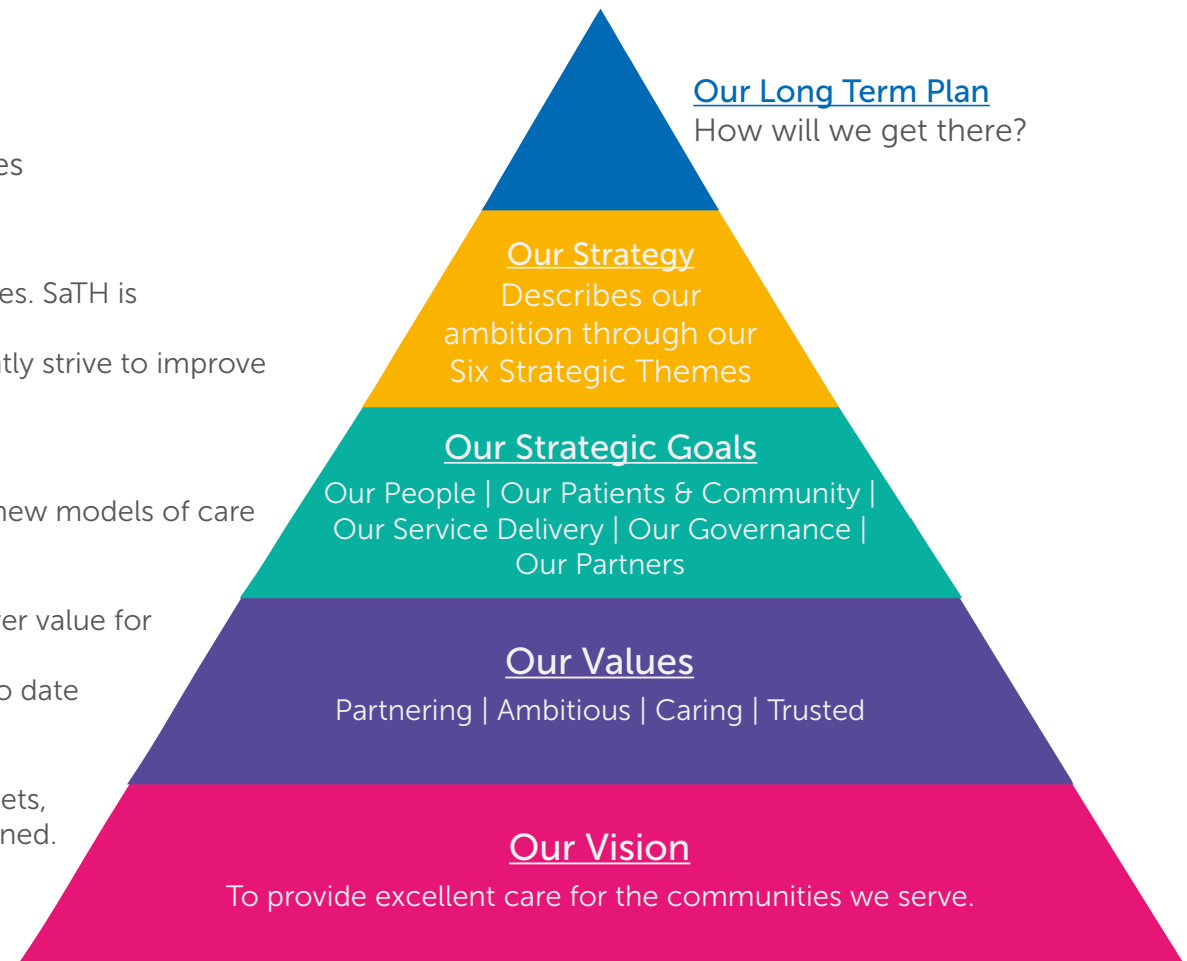 es
es. SaTH is
tly strive to improve
new models of care
er value for
o date
ets,
ned.
Our Long Term Plan
How will we get there?
Our Strategy
Describes our
ambition through our
Six Strategic Themes
Our Strategic Goals
Our People | Our Patients & Community |
Our Service Delivery | Our Governance |
Our Partners
Our Values
Partnering | Ambitious | Caring | Trusted
Our Vision
To provide excellent care for the communities we serve.